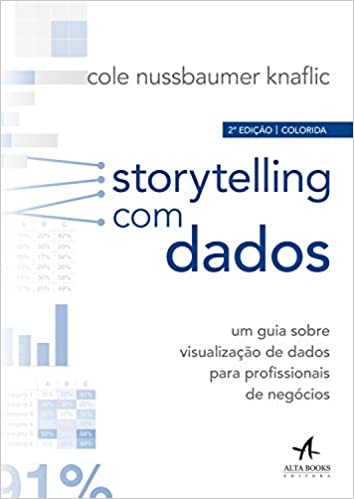 cole nussbaumer knaflic
2ª EDIÇÃO | COLORIDA
storytelling
com
dados
um guia sobre
visualização de dados
para profissionais
de negócios
91%
ALTA BOOKS
EDITORA